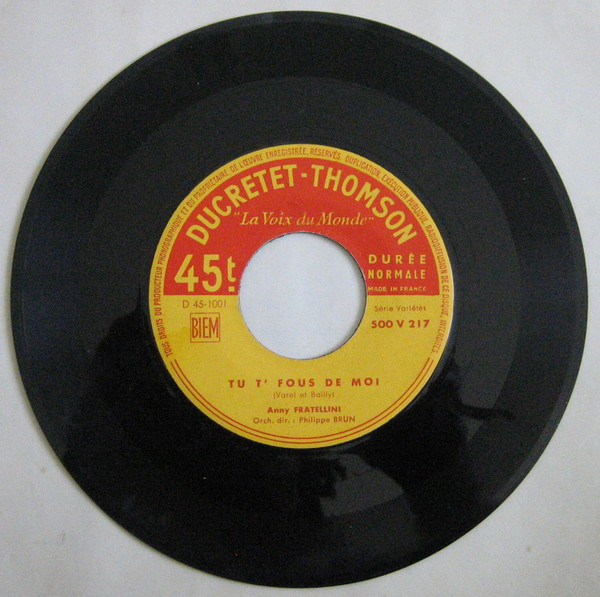 TOUS DROITS DU PRODUCTEUR PHONOGRAPHIQUE ET DU PROPRIÉTAIRE DE L'ŒUVRE ENREGISTRÉE RÉSERVÉS. DUPLICATION, EXÉCUTION PUBLIQUE, RADIODIFFUSION DE CE DISQUE, INTERDITES.
DUCRETET-THOMSON
"La Voix du Monde"
45t.
DURÉE
NORMALE
MADE IN FRANCE
D 45-1001
BIEM
Série Variétés
500 V 217
TU T' FOUS DE MOI
(Varel et Bailly)
Anny FRATELLINI
Orch. dir. : Philippe BRUN